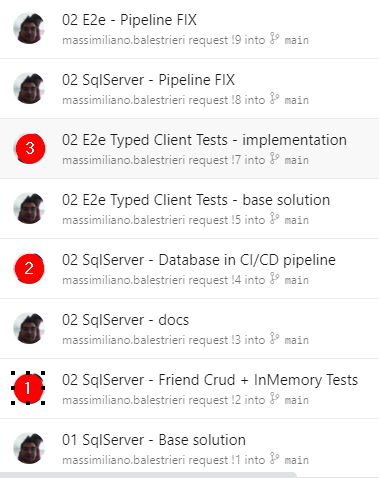 02 E2e - Pipeline FIX
massimiliano.balestrieri request !9 into main
02 SqlServer - Pipeline FIX
massimiliano.balestrieri request !8 into main
3
02 E2e Typed Client Tests - implementation
massimiliano.balestrieri request !7 into main
02 E2e Typed Client Tests - base solution
massimiliano.balestrieri request !5 into main
2
02 SqlServer - Database in CI/CD pipeline
massimiliano.balestrieri request !4 into main
02 SqlServer - docs
massimiliano.balestrieri request !3 into main
1
02 SqlServer - Friend Crud + InMemory Tests
massimiliano.balestrieri request !2 into main
01 SqlServer - Base solution
massimiliano.balestrieri request !1 into main